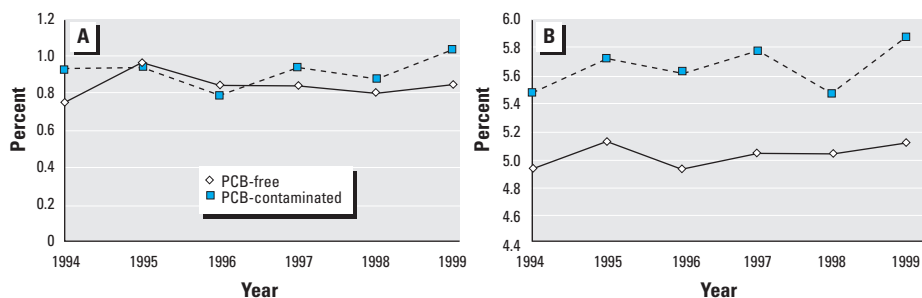 A
Percent
1.2
1.0
0.8
0.6
0.4
0.2
0
PCB-free
PCB-contaminated
1994 1995 1996 1997 1998 1999
Year
B
Percent
6.0
5.8
5.6
5.4
5.2
5.0
4.8
4.6
4.4
1994 1995 1996 1997 1998 1999
Year